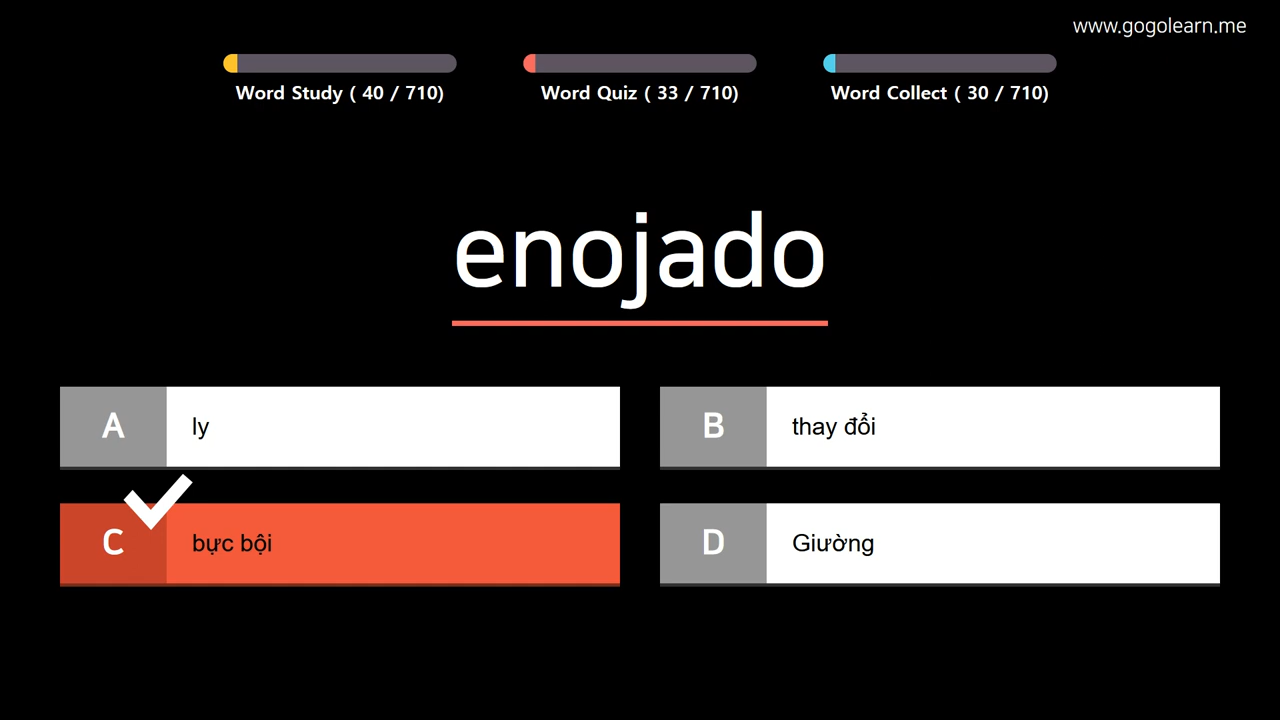 www.gogolearn.me
Word Study ( 40 / 710)
Word Quiz ( 33 / 710)
Word Collect ( 30 / 710)
enojado
A ly
B thay đổi
C bực bội
D Giường